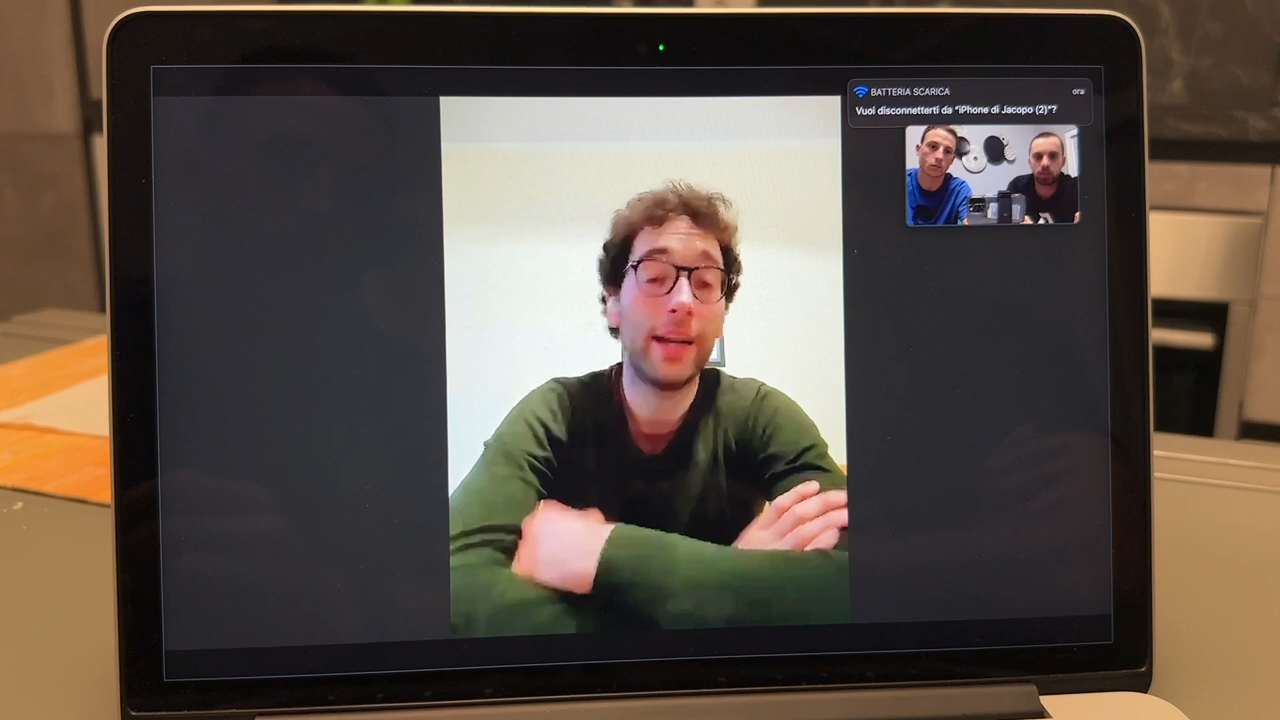 BATTERIA SCARICA
ora
Vuoi disconnetterti da "iPhone di Jacopo (2)"?